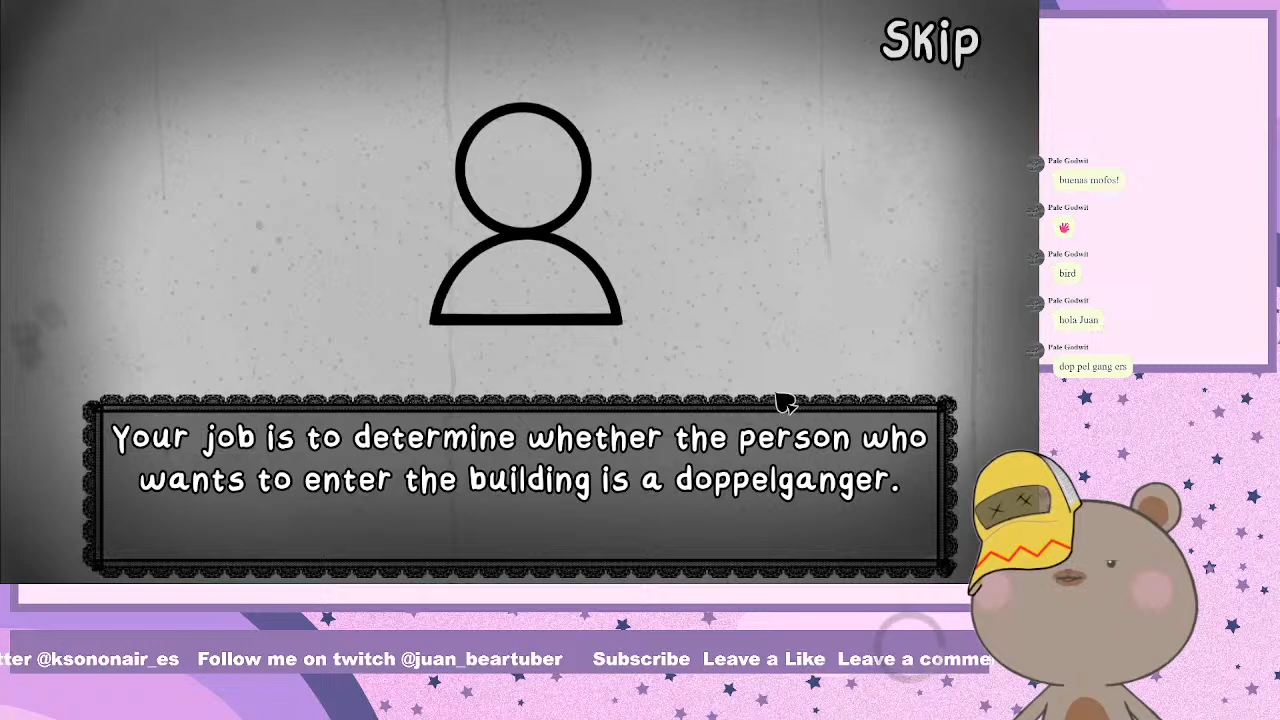 Skip
Pale Godwit
buenas mofos!
Pale Godwit
Pale Godwit
bird
Pale Godwit
hola Juan
Pale Godwit
dop pel gang ers
Your job is to determine whether the person who
wants to enter the building is a doppelganger.
tter @ksononair_es Follow me on twitch @juan_beartuber Subscribe Leave a Like Leave a comme